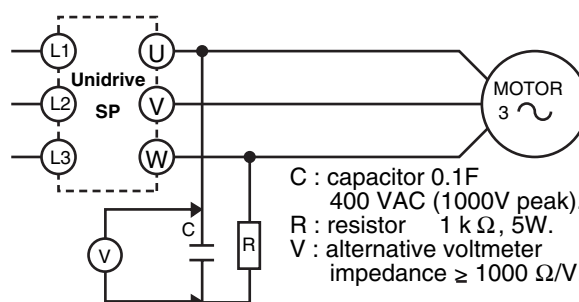 L1
U
Unidrive
SP
L2
V
L3
W
MOTOR
3
C
R
V
C : capacitor 0.1F
400 VAC (1000V peak).
R : resistor 1 k Ω , 5W.
V : alternative voltmeter
impedance ≥ 1000 Ω/V